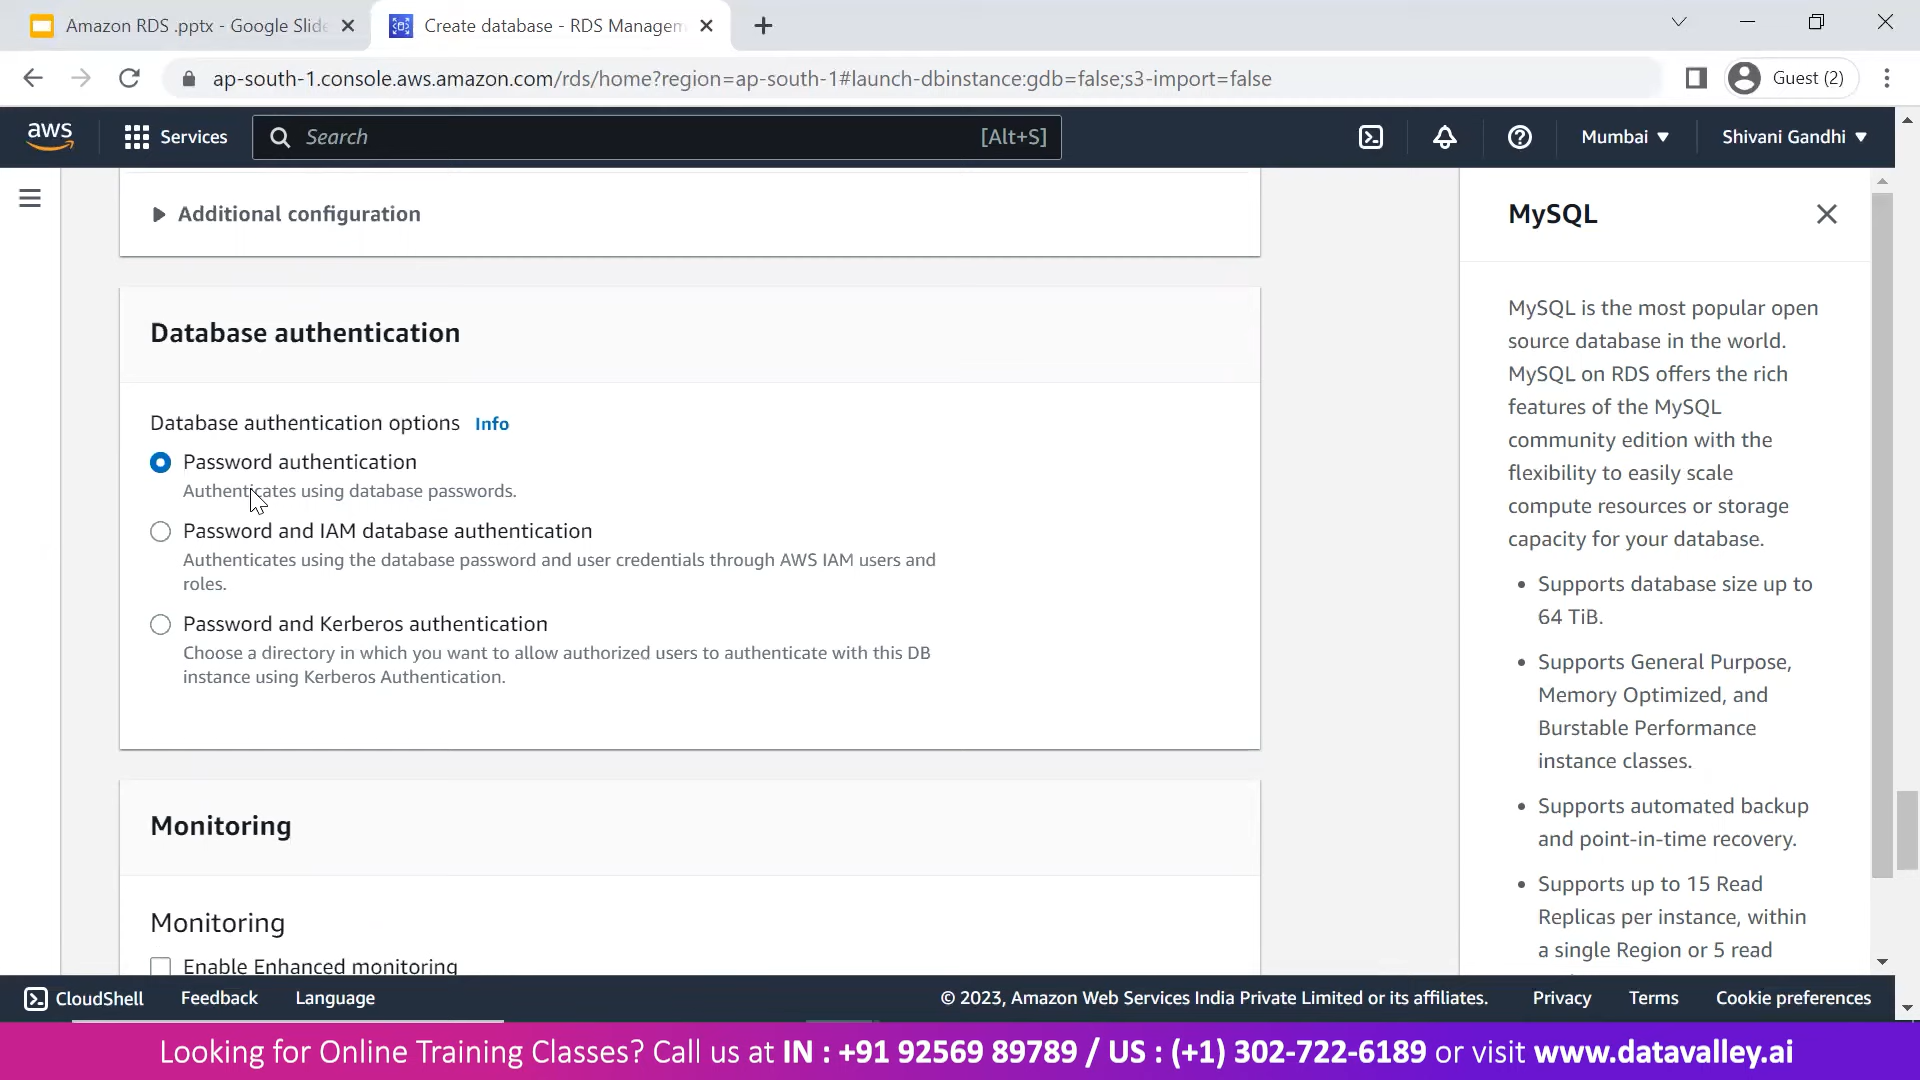 Amazon RDS .pptx - Google Slide
Create database - RDS Managem
ap-south-1.console.aws.amazon.com/rds/home?region=ap-south-1#launch-dbinstance:gdb=false;s3-import=false
Guest (2)
aws
Services
Search
[Alt+S]
Mumbai
Shivani Gandhi
Additional configuration
Database authentication
Database authentication options Info
Password authentication
Authenticates using database passwords.
Password and IAM database authentication
Authenticates using the database password and user credentials through AWS IAM users and
roles.
Password and Kerberos authentication
Choose a directory in which you want to allow authorized users to authenticate with this DB
instance using Kerberos Authentication.
Monitoring
Monitoring
Enable Enhanced monitoring
MySQL
MySQL is the most popular open
source database in the world.
MySQL on RDS offers the rich
features of the MySQL
community edition with the
flexibility to easily scale
compute resources or storage
capacity for your database.
• Supports database size up to
64 TiB.
• Supports General Purpose,
Memory Optimized, and
Burstable Performance
instance classes.
• Supports automated backup
and point-in-time recovery.
• Supports up to 15 Read
Replicas per instance, within
a single Region or 5 read
CloudShell
Feedback
Language
© 2023, Amazon Web Services India Private Limited or its affiliates.
Privacy
Terms
Cookie preferences
Looking for Online Training Classes? Call us at IN : +91 92569 89789 / US : (+1) 302-722-6189 or visit www.datavalley.ai